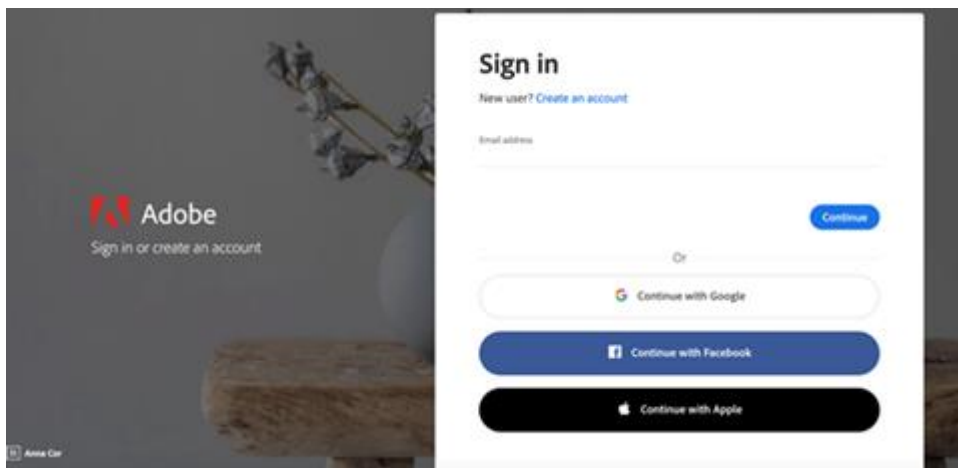 Adobe
Sign in or create an account
Anna Cor
Sign in
New user? Create an account
Email address
Continue
Or
Continue with Google
Continue with Facebook
Continue with Apple